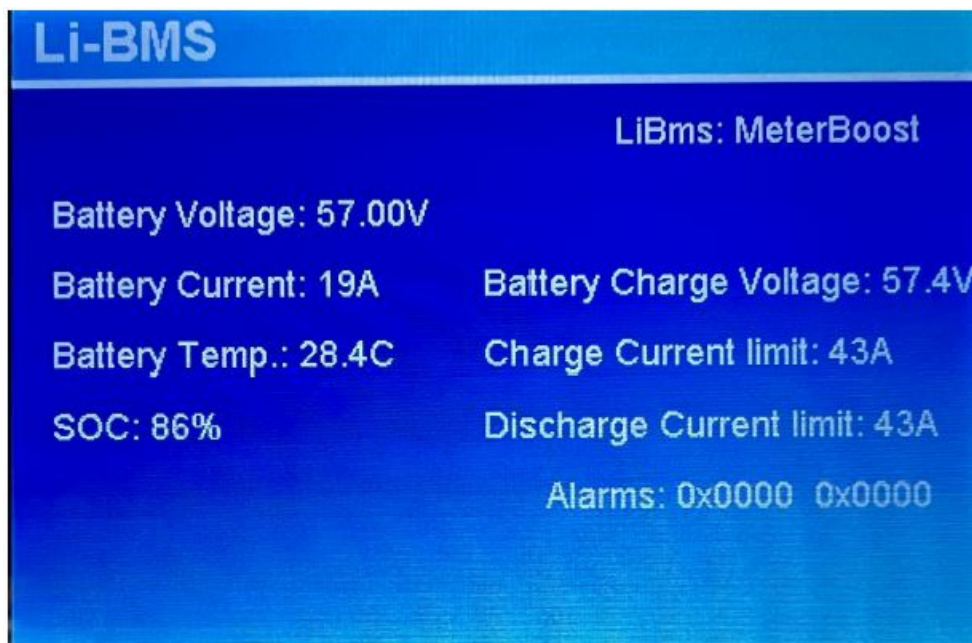 Li-BMS
LiBms: MeterBoost
Battery Voltage: 57.00V
Battery Current: 19A
Battery Charge Voltage: 57.4V
Battery Temp.: 28.4C
Charge Current limit: 43A
SOC: 86%
Discharge Current limit: 43A
Alarms: 0x0000 0x0000